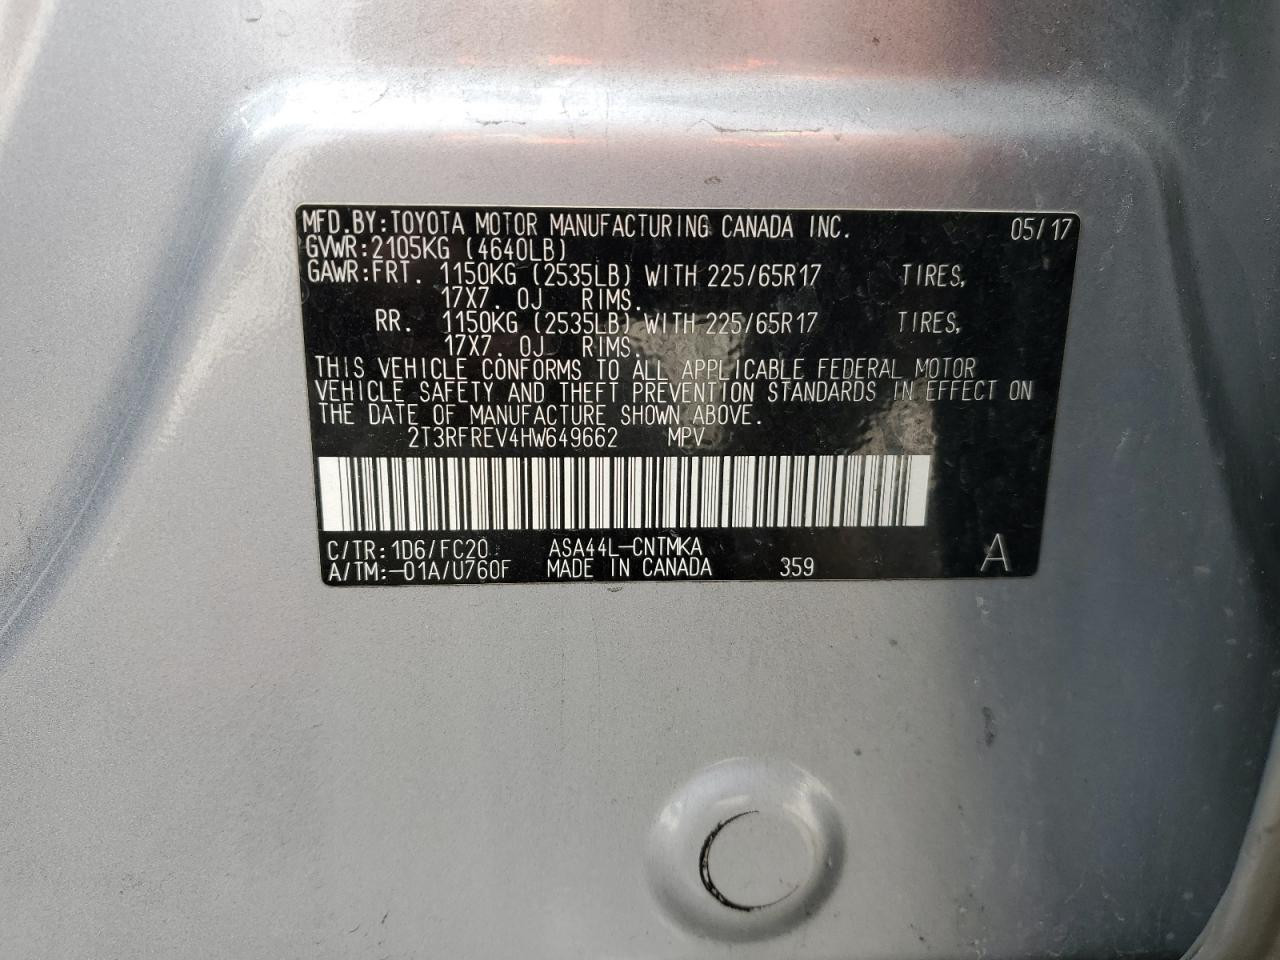 MFD.BY:TOYOTA MOTOR MANUFACTURING CANADA INC. 05/17
GVWR:2105KG (4640LB)
GAWR:FRT. 1150KG (2535LB) WITH 225/65R17 TIRES,
17X7.0J RIMS.
RR. 1150KG (2535LB) WITH 225/65R17 TIRES,
17X7.0J RIMS.
THIS VEHICLE CONFORMS TO ALL APPLICABLE FEDERAL MOTOR
VEHICLE SAFETY AND THEFT PREVENTION STANDARDS IN EFFECT ON
THE DATE OF MANUFACTURE SHOWN ABOVE.
2T3RFREV4HW649662 MPV
C/TR:1D6/FC20 ASA44L-CNTMKA
A/TM:-01A/U760F MADE IN CANADA 359 A